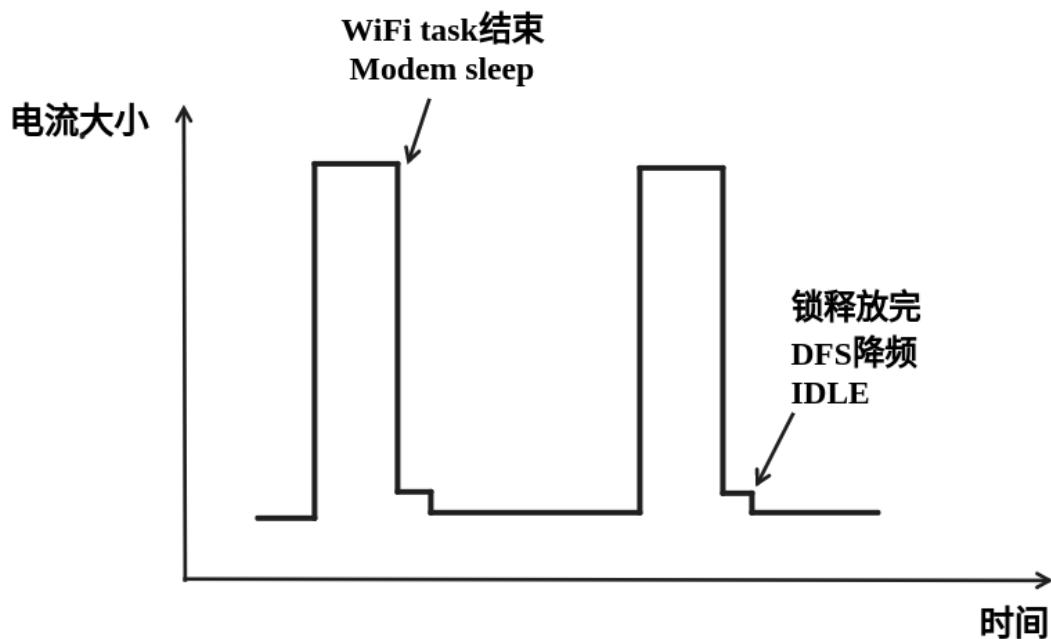 WiFi task结束
Modem sleep
电流大小
锁释放完
DFS降频
IDLE
时间